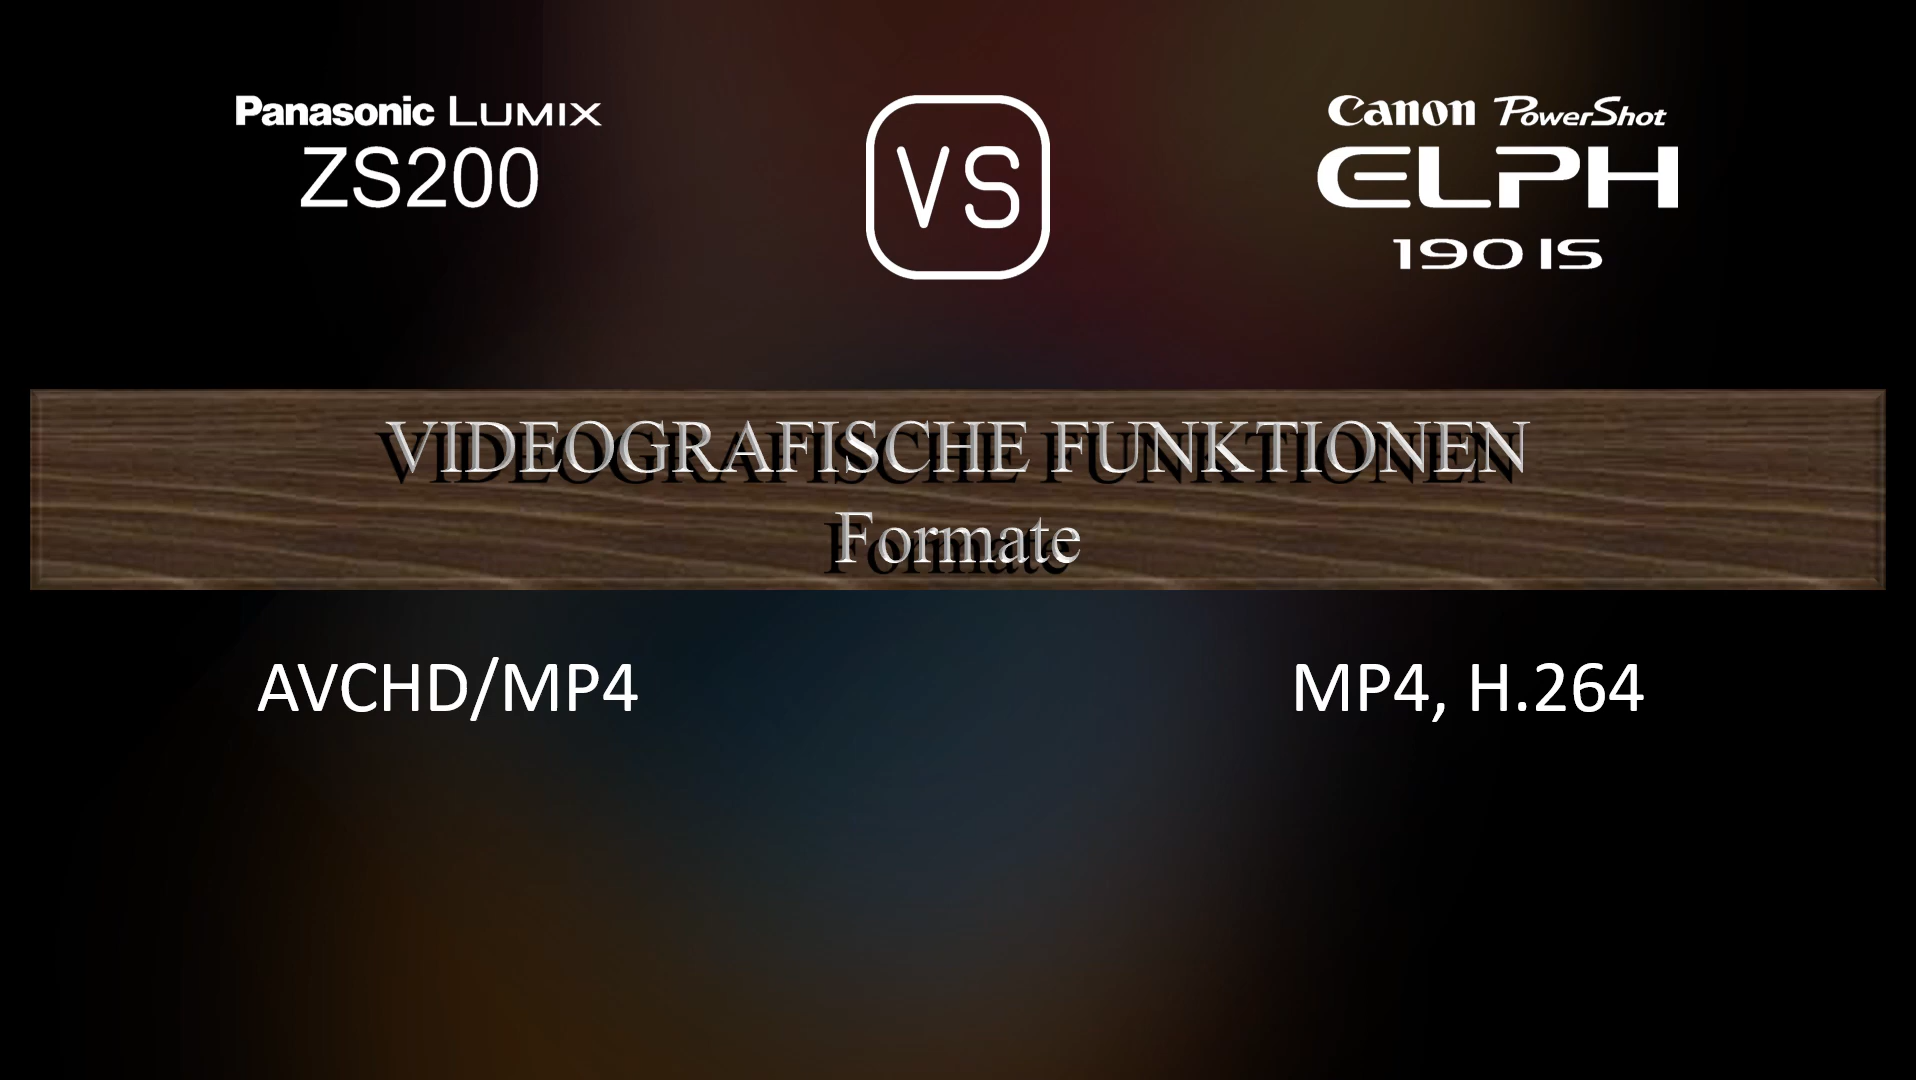 Panasonic LUMIX
ZS200
VS
Canon PowerShot
ELPH
190 IS
VIDEOGRAFISCHE FUNKTIONEN
Formate
AVCHD/MP4
MP4, H.264